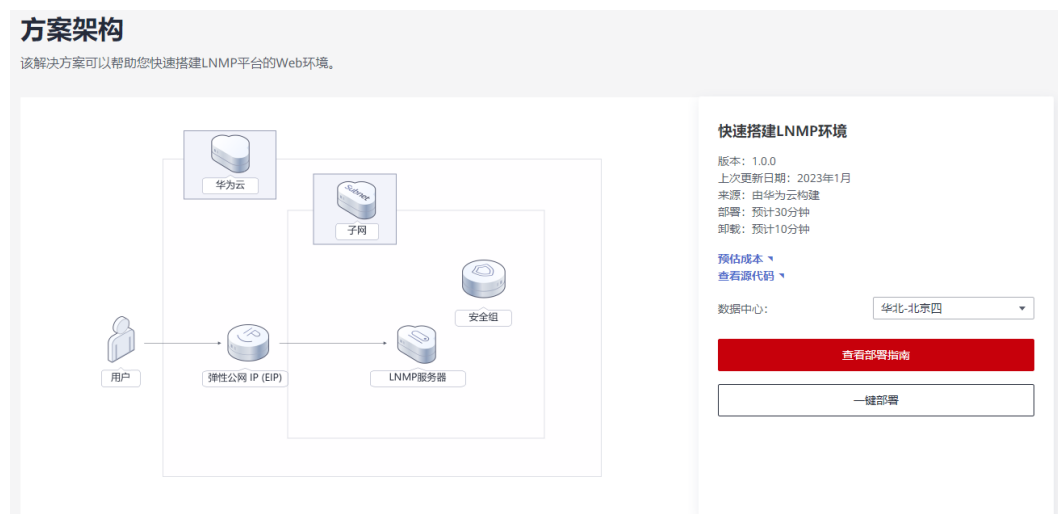 方案架构
该解决方案可以帮助您快速搭建LNMP平台的Web环境。
华为云
Subnet
子网
安全组
IP
用户
弹性公网 IP (EIP)
LNMP服务器
快速搭建LNMP环境
版本：1.0.0
上次更新日期：2023年1月
来源：由华为云构建
部署：预计30分钟
卸载：预计10分钟
预估成本
查看源代码
数据中心：
华北-北京四
查看部署指南
一键部署